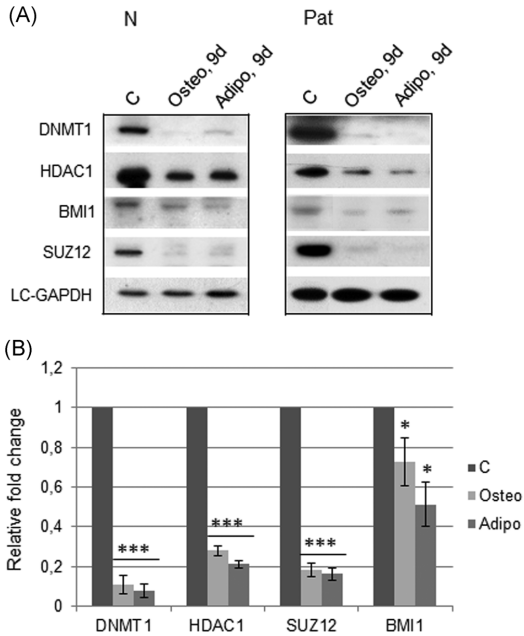 (A)
N
Pat
C
Osteo, 9d
Adipo, 9d
C
Osteo, 9d
Adipo, 9d
DNMT1
HDAC1
BMI1
SUZ12
LC-GAPDH
(B)
1,2
1
0,8
0,6
0,4
0,2
0
Relative fold change
***
***
***
*
*
DNMT1
HDAC1
SUZ12
BMI1
C
Osteo
Adipo